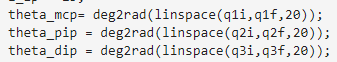 theta_mcp= deg2rad(linspace(q1i,q1f,20));
theta_pip = deg2rad(linspace(q2i,q2f,20));
theta_dip = deg2rad(linspace(q3i,q3f,20));